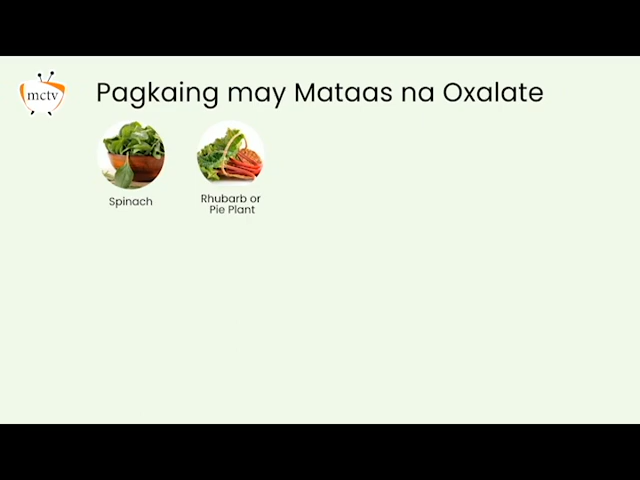 mctv
Pagkaing may Mataas na Oxalate
Spinach
Rhubarb or
Pie Plant